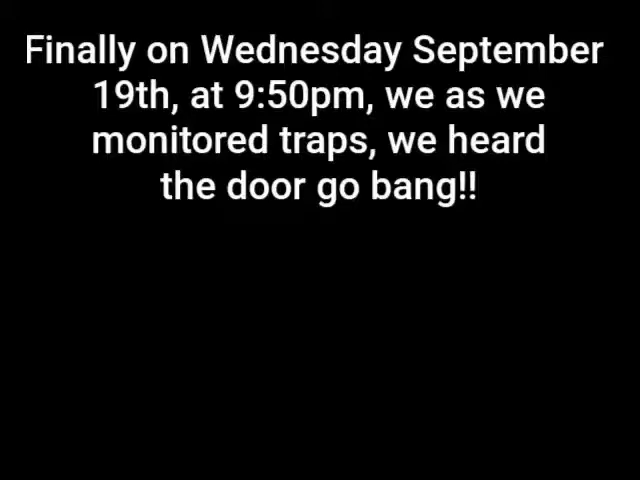 Finally on Wednesday September
19th, at 9:50pm, we as we
monitored traps, we heard
the door go bang!!